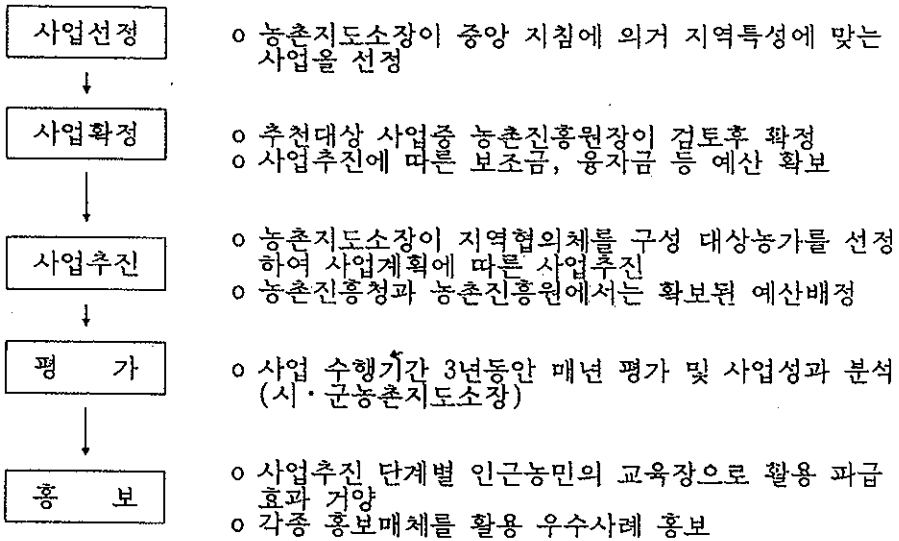 사업선정
o 농촌지도소장이 중앙 지침에 의거 지역특성에 맞는
사업을 선정
사업확정
o 추천대상 사업중 농촌진흥원장이 검토후 확정
o 사업추진에 따른 보조금, 융자금 등 예산 확보
사업추진
o 농촌지도소장이 지역협의체를 구성 대상농가를 선정
하여 사업계획에 따른 사업추진
o 농촌진흥청과 농촌진흥원에서는 확보된 예산배정
평 가
o 사업 수행기간 3년동안 매년 평가 및 사업성과 분석
(시·군농촌지도소장)
홍 보
o 사업추진 단계별 인근농민의 교육장으로 활용 파급
효과 거양
o 각종 홍보매체를 활용 우수사례 홍보